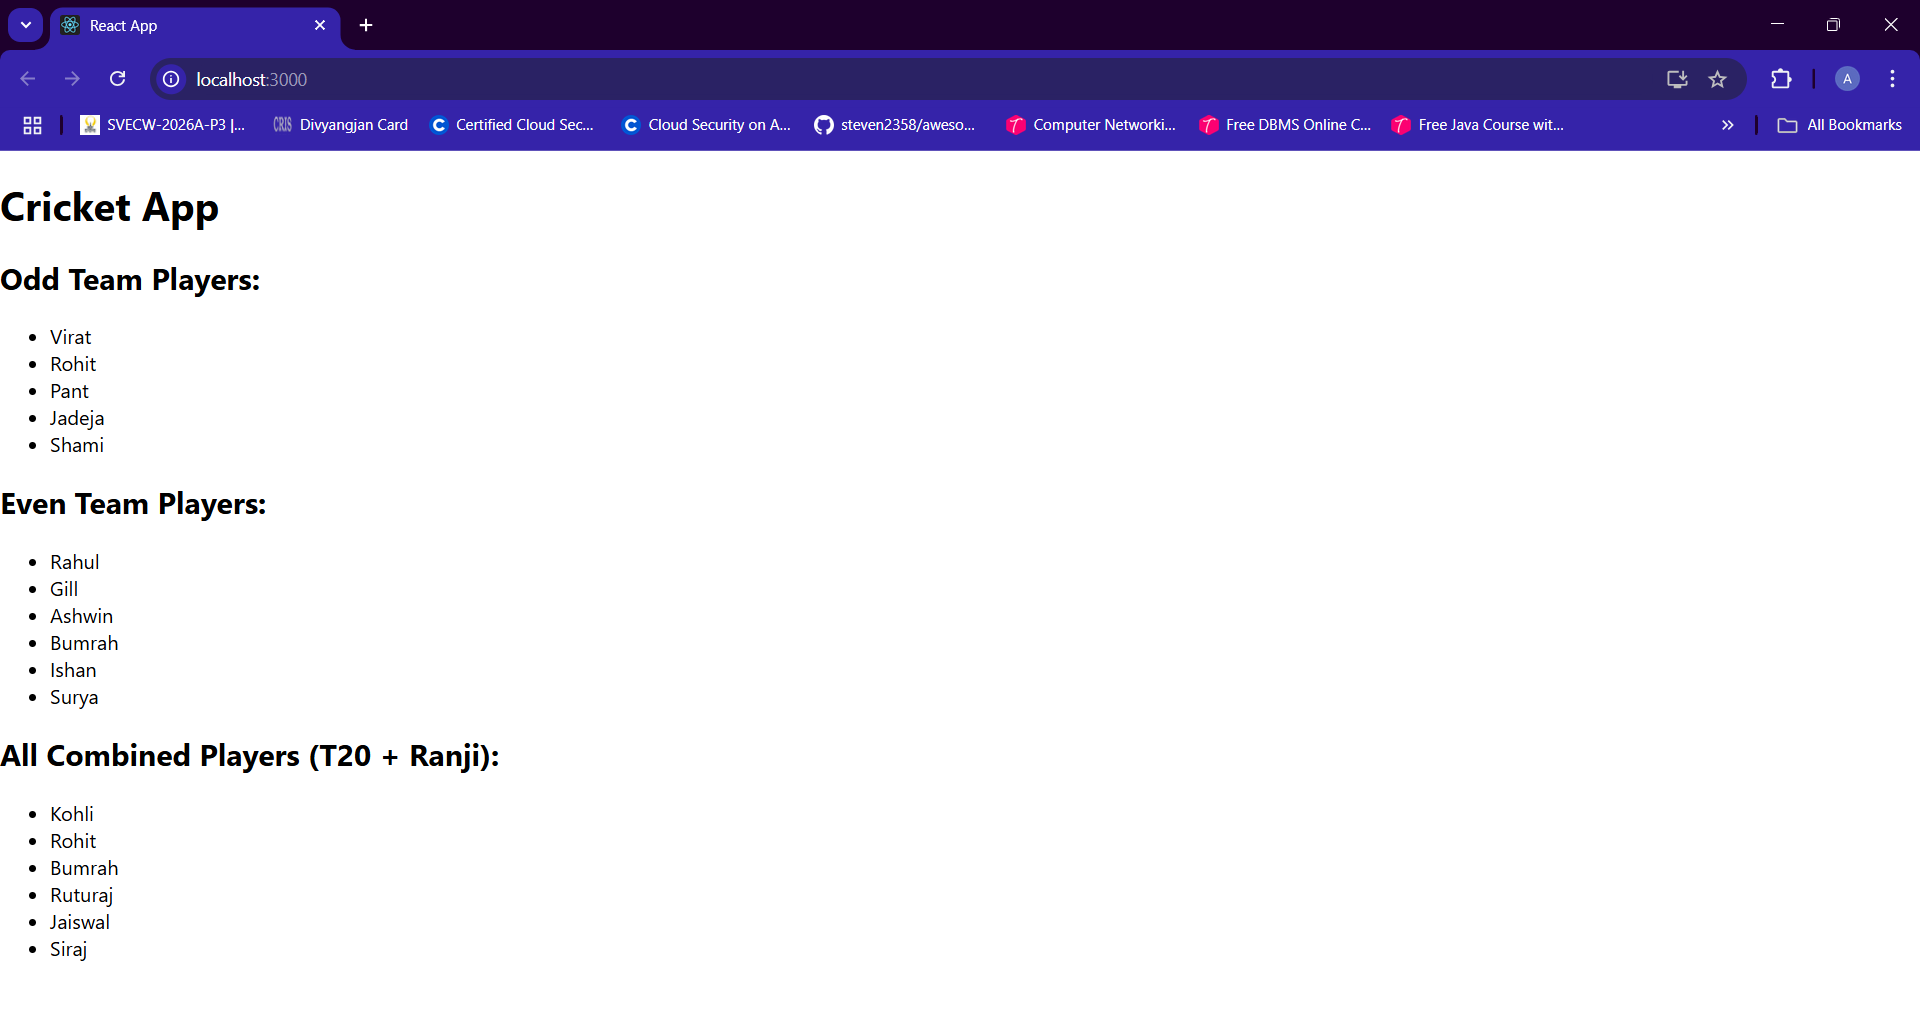 React App
localhost:3000
A
SVECW-2026A-P3 |... CRIS Divyangjan Card C Certified Cloud Sec... C Cloud Security on A... steven2358/aweso... Computer Networki... Free DBMS Online C... Free Java Course wit... » All Bookmarks
Cricket App
Odd Team Players:
Virat
Rohit
Pant
Jadeja
Shami
Even Team Players:
Rahul
Gill
Ashwin
Bumrah
Ishan
Surya
All Combined Players (T20 + Ranji):
Kohli
Rohit
Bumrah
Ruturaj
Jaiswal
Siraj